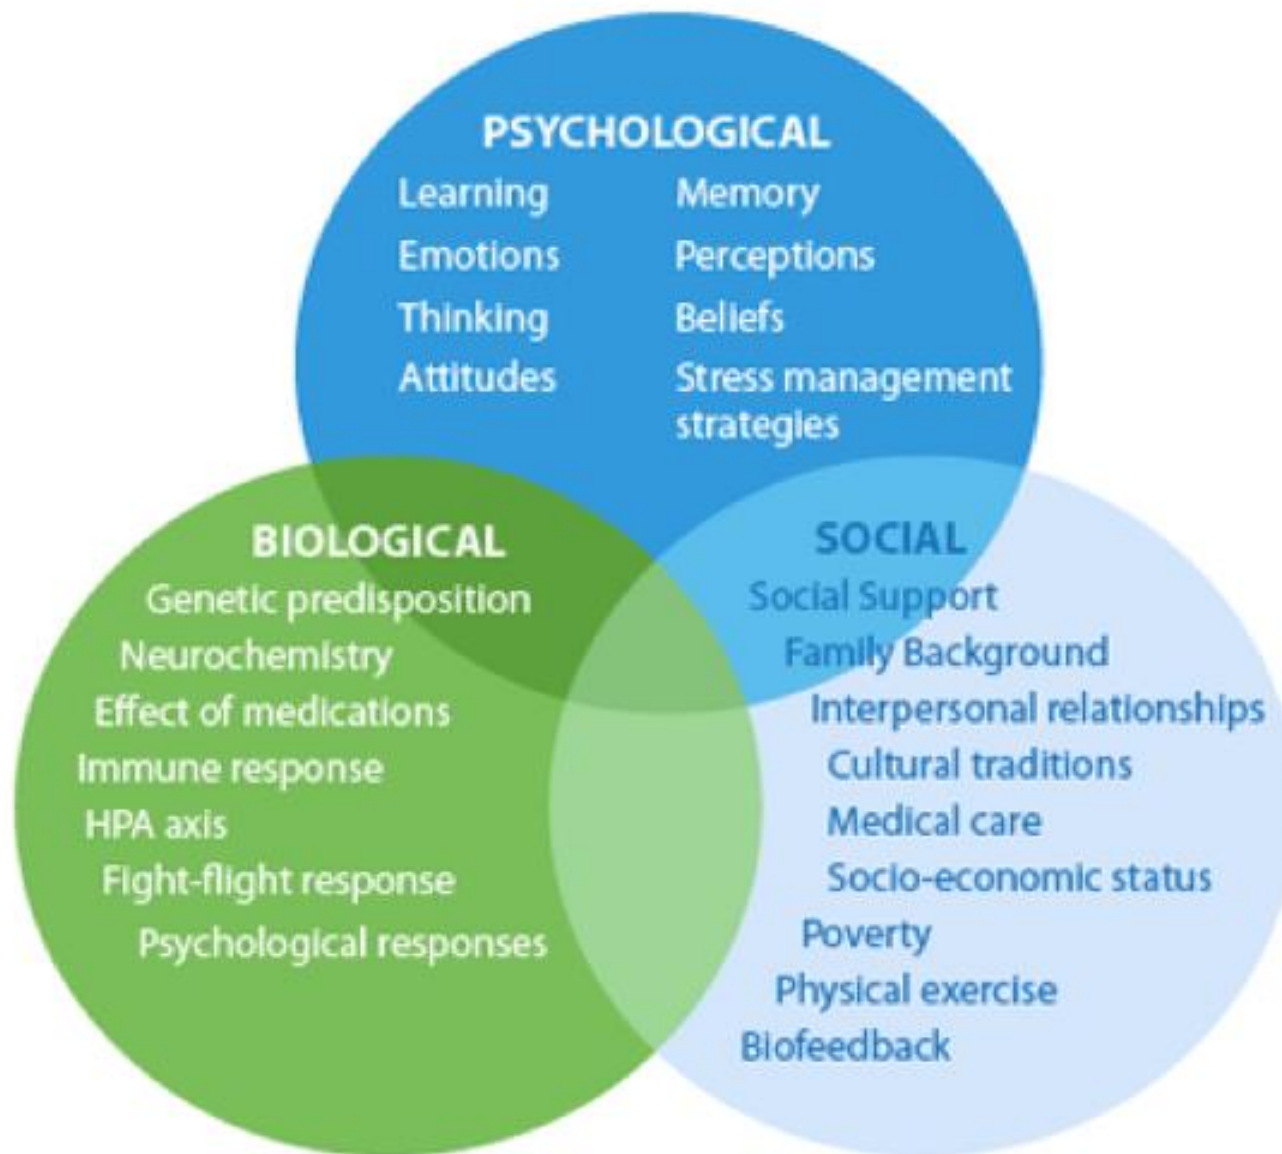 PSYCHOLOGICAL
Learning
Emotions
Thinking
Attitudes
Memory
Perceptions
Beliefs
Stress management
strategies
BIOLOGICAL
Genetic predisposition
Neurochemistry
Effect of medications
Immune response
HPA axis
Fight-flight response
Psychological responses
SOCIAL
Social Support
Family Background
Interpersonal relationships
Cultural traditions
Medical care
Socio-economic status
Poverty
Physical exercise
Biofeedback